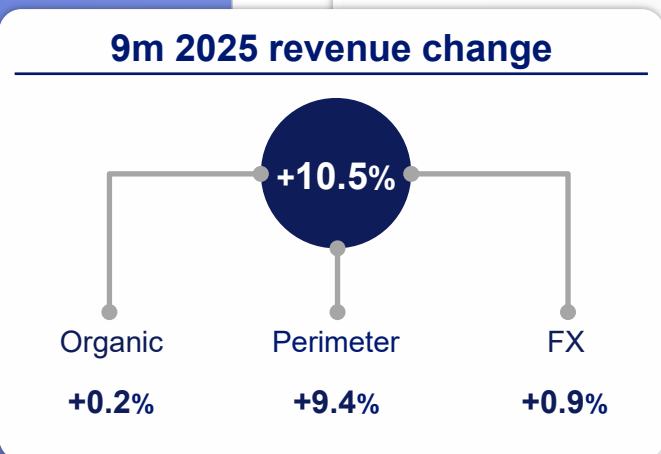 9m 2025 revenue change
+10.5%
Organic Perimeter FX
+0.2% +9.4% +0.9%